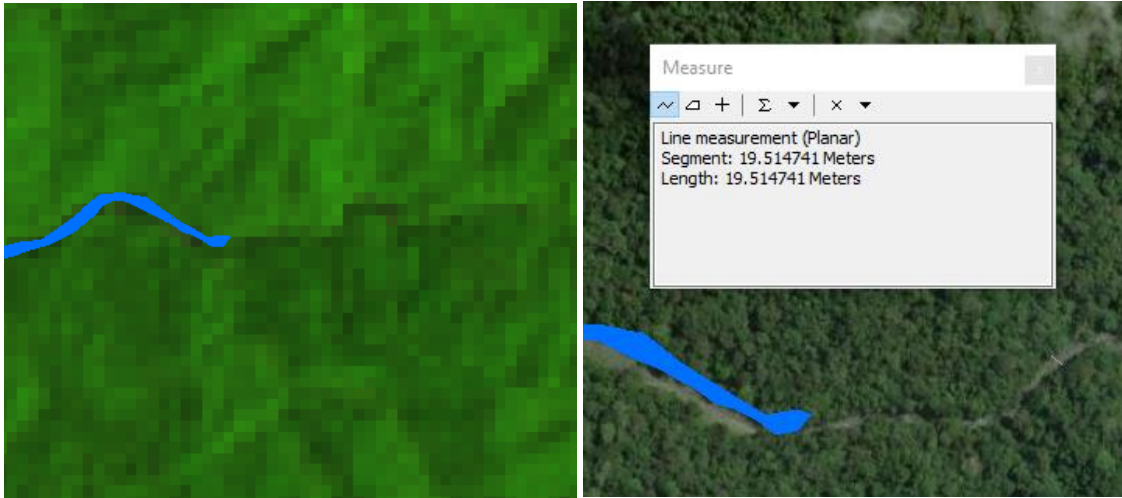 Measure
Line measurement (Planar)
Segment: 19.514741 Meters
Length: 19.514741 Meters